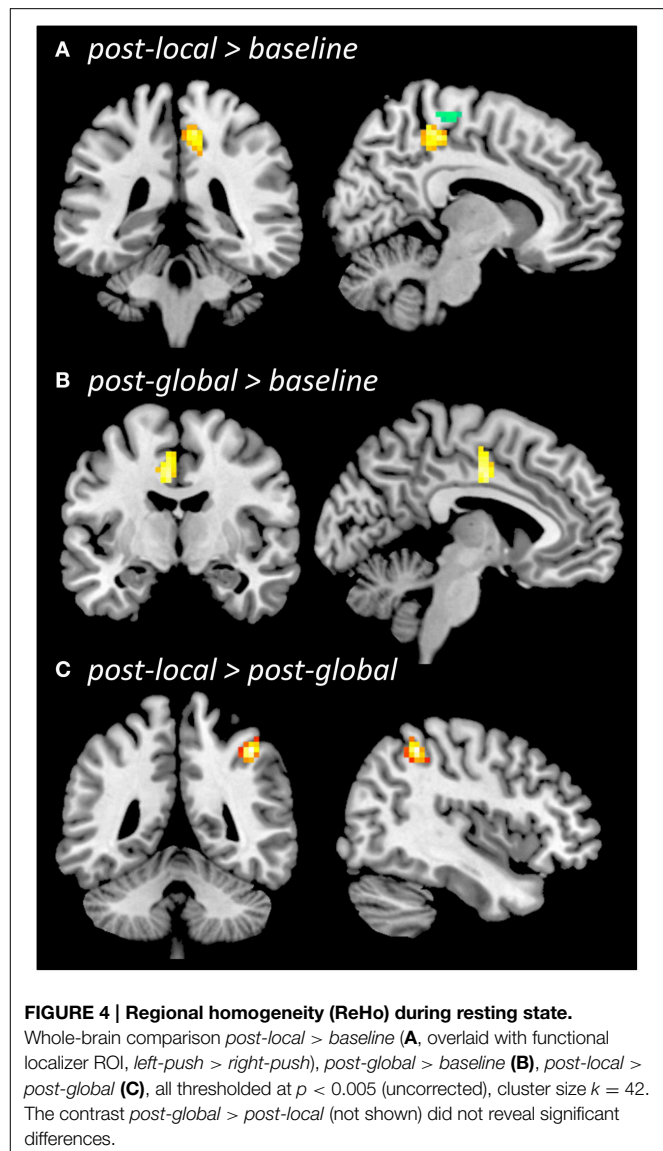 A post-local > baseline
B post-global > baseline
C post-local > post-global
FIGURE 4 | Regional homogeneity (ReHo) during resting state.
Whole-brain comparison post-local > baseline (A, overlaid with functional
localizer ROI, left-push > right-push), post-global > baseline (B), post-local >
post-global (C), all thresholded at p < 0.005 (uncorrected), cluster size k = 42.
The contrast post-global > post-local (not shown) did not reveal significant
differences.